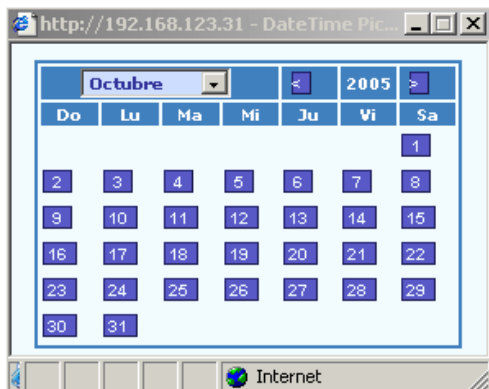 http://192.168.123.31 - DateTime Pic...
Octubre < 2005 >
Do Lu Ma Mi Ju Vi Sa
1
2 3 4 5 6 7 8
9 10 11 12 13 14 15
16 17 18 19 20 21 22
23 24 25 26 27 28 29
30 31
Internet